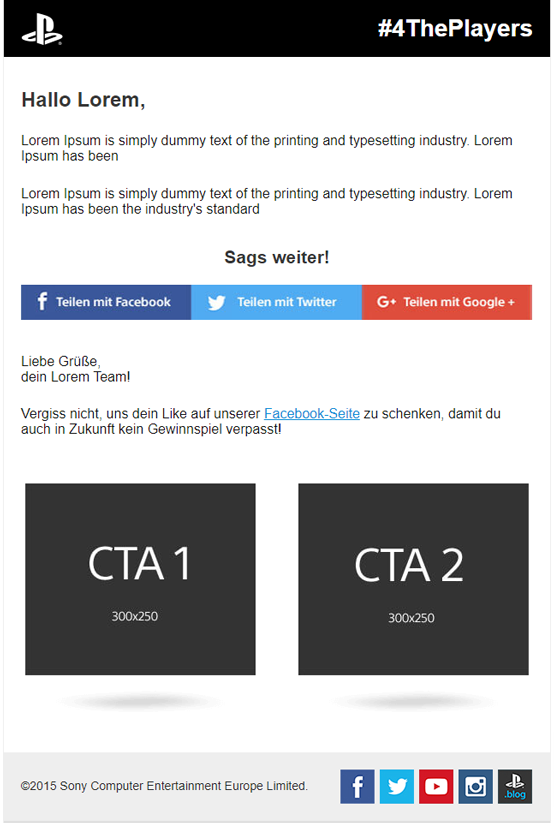 #4ThePlayers
Hallo Lorem,
Lorem Ipsum is simply dummy text of the printing and typesetting industry. Lorem
Ipsum has been
Lorem Ipsum is simply dummy text of the printing and typesetting industry. Lorem
Ipsum has been the industry's standard
Sags weiter!
Teilen mit Facebook
Teilen mit Twitter
G+ Teilen mit Google +
Liebe Grüße,
dein Lorem Team!
Vergiss nicht, uns dein Like auf unserer Facebook-Seite zu schenken, damit du
auch in Zukunft kein Gewinnspiel verpasst!
CTA 1
300x250
CTA 2
300x250
©2015 Sony Computer Entertainment Europe Limited.
.blog